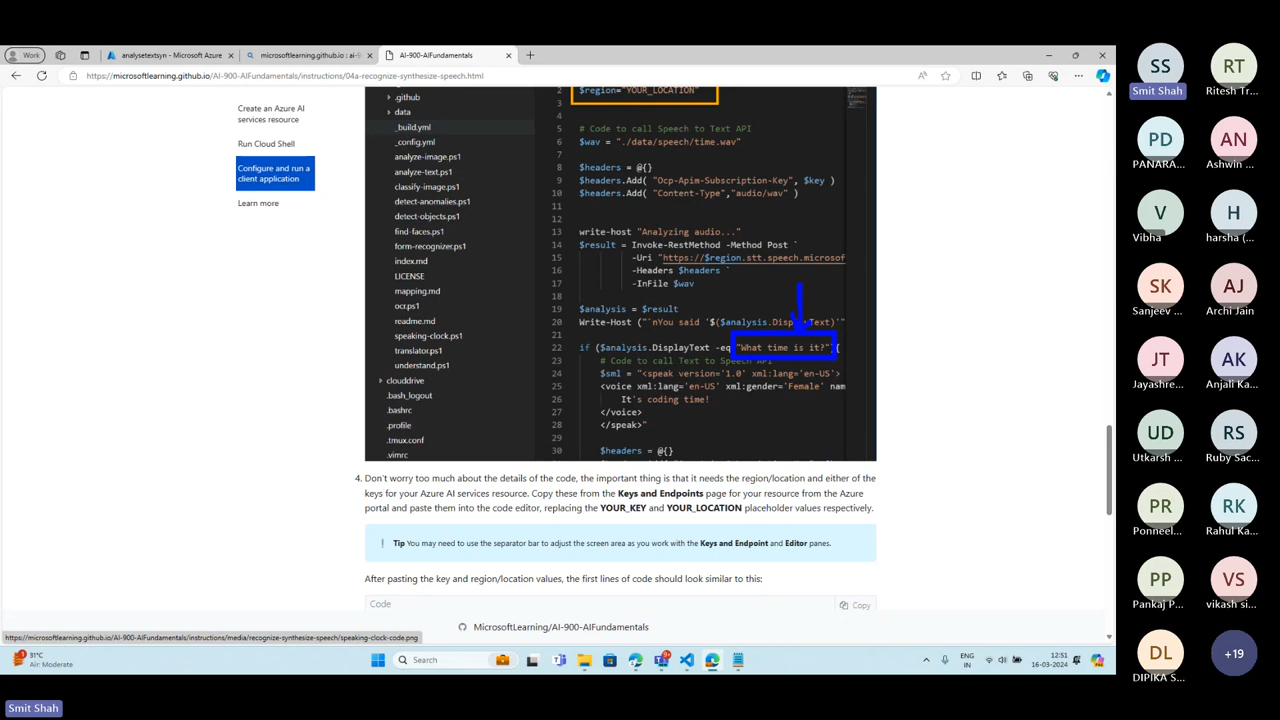 Work
analysetextsyn - Microsoft Azure
microsoftlearning.github.io : ai-9
AI-900-AIFundamentals
https://microsoftlearning.github.io/AI-900-AIFundamentals/instructions/04a-recognize-synthesize-speech.html
Create an Azure AI
services resource
Run Cloud Shell
Configure and run a
client application
Learn more
.github
data
_build.yml
_config.yml
analyze-image.ps1
analyze-text.ps1
classify-image.ps1
detect-anomalies.ps1
detect-objects.ps1
find-faces.ps1
form-recognizer.ps1
index.md
LICENSE
mapping.md
ocr.ps1
readme.md
speaking-clock.ps1
translator.ps1
understand.ps1
clouddrive
.bash_logout
.bashrc
.profile
.tmux.conf
.vimrc
2 $region="YOUR_LOCATION"
3
4
5 # Code to call Speech to Text API
6 $wav = "./data/speech/time.wav"
7
8 $headers = @{}
9 $headers.Add( "Ocp-Apim-Subscription-Key", $key )
10 $headers.Add( "Content-Type","audio/wav" )
11
12
13 write-host "Analyzing audio..."
14 $result = Invoke-RestMethod -Method Post `
15 -Uri "https://$region.stt.speech.microsof
16 -Headers $headers `
17 -InFile $wav
18
19 $analysis = $result
20 Write-Host ("`nYou said '$($analysis.DisplayText)'"
21
22 if ($analysis.DisplayText -eq "What time is it?"){
23 # Code to call Text to Speech API
24 $sml = "<speak version='1.0' xml:lang='en-US'>
25 <voice xml:lang='en-US' xml:gender='Female' nam
26 It's coding time!
27 </voice>
28 </speak>"
29
30 $headers = @{}
4. Don't worry too much about the details of the code, the important thing is that it needs the region/location and either of the
keys for your Azure AI services resource. Copy these from the Keys and Endpoints page for your resource from the Azure
portal and paste them into the code editor, replacing the YOUR_KEY and YOUR_LOCATION placeholder values respectively.
Tip You may need to use the separator bar to adjust the screen area as you work with the Keys and Endpoint and Editor panes.
After pasting the key and region/location values, the first lines of code should look similar to this:
Code
Copy
MicrosoftLearning/AI-900-AIFundamentals
https://microsoftlearning.github.io/AI-900-AIFundamentals/instructions/media/recognize-synthesize-speech/speaking-clock-code.png
31°C
Air: Moderate
Search
9+
ENG
IN
12:51
16-03-2024
SS
Smit Shah
RT
Ritesh Tr...
PD
PANARA...
AN
Ashwin ...
V
Vibha
H
harsha (...
SK
Sanjeev ...
AJ
Archi Jain
JT
Jayashre...
AK
Anjali Ka...
UD
Utkarsh ...
RS
Ruby Sac...
PR
Ponneel...
RK
Rahul Ka...
PP
Pankaj P...
VS
vikash si...
DL
DIPIKA S...
+19
Smit Shah